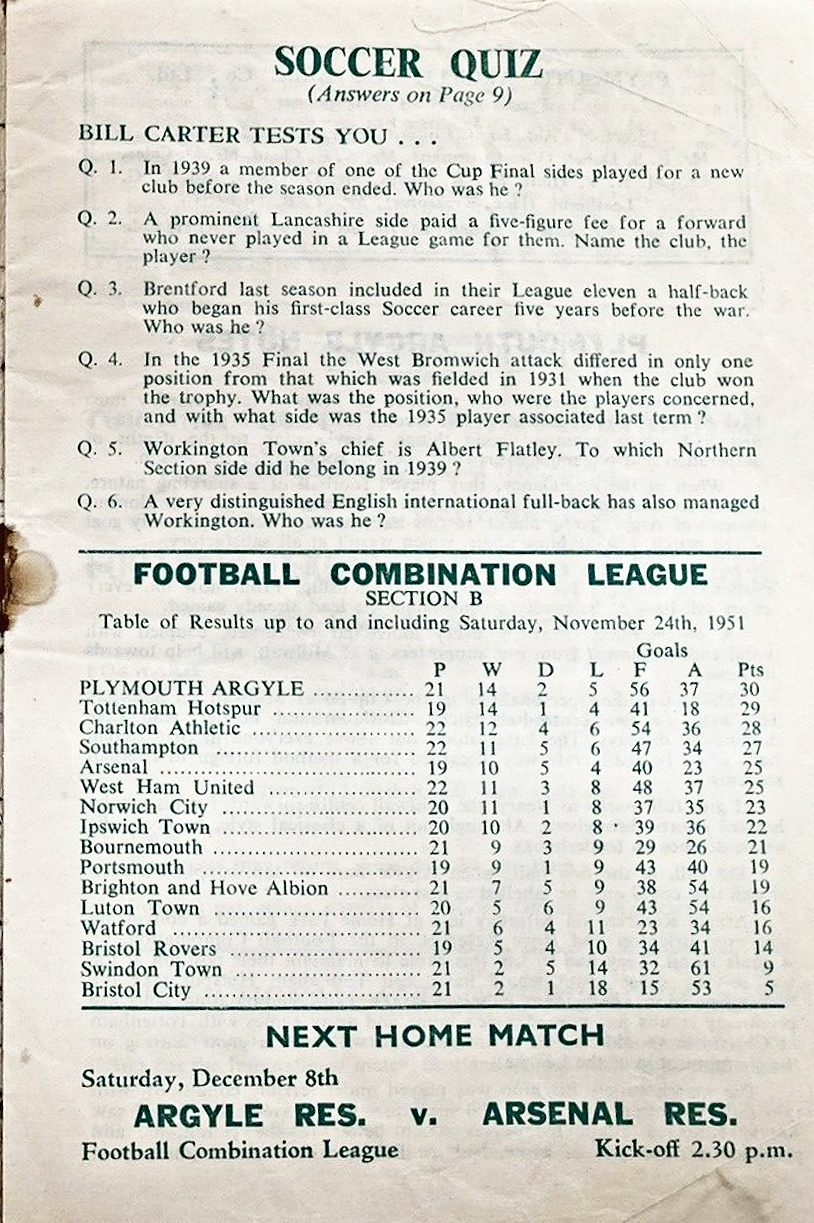 SOCCER QUIZ
(Answers on Page 9)
BILL CARTER TESTS YOU . . .
Q. 1. In 1939 a member of one of the Cup Final sides played for a new
club before the season ended. Who was he ?
Q. 2. A prominent Lancashire side paid a five-figure fee for a forward
who never played in a League game for them. Name the club, the
player ?
Q. 3. Brentford last season included in their League eleven a half-back
who began his first-class Soccer career five years before the war.
Who was he ?
Q. 4. In the 1935 Final the West Bromwich attack differed in only one
position from that which was fielded in 1931 when the club won
the trophy. What was the position, who were the players concerned,
and with what side was the 1935 player associated last term ?
Q. 5. Workington Town's chief is Albert Flatley. To which Northern
Section side did he belong in 1939 ?
Q. 6. A very distinguished English international full-back has also managed
Workington. Who was he ?
FOOTBALL COMBINATION LEAGUE
SECTION B
Table of Results up to and including Saturday, November 24th, 1951
Goals
P W D L F A Pts
PLYMOUTH ARGYLE ............... 21 14 2 5 56 37 30
Tottenham Hotspur ..................... 19 14 1 4 41 18 29
Charlton Athletic ........................ 22 12 4 6 54 36 28
Southampton .............................. 22 11 5 6 47 34 27
Arsenal ....................................... 19 10 5 4 40 23 25
West Ham United ...................... 22 11 3 8 48 37 25
Norwich City .............................. 20 11 1 8 37 35 23
Ipswich Town .............................. 20 10 2 8 39 36 22
Bournemouth .............................. 21 9 3 9 29 26 21
Portsmouth ................................. 19 9 1 9 43 40 19
Brighton and Hove Albion ............ 21 7 5 9 38 54 19
Luton Town .............................. 20 5 6 9 43 54 16
Watford .................................... 21 6 4 11 23 34 16
Bristol Rovers ........................... 19 5 4 10 34 41 14
Swindon Town ........................... 21 2 5 14 32 61 9
Bristol City ................................. 21 2 1 18 15 53 5
NEXT HOME MATCH
Saturday, December 8th
ARGYLE RES. v. ARSENAL RES.
Football Combination League Kick-off 2.30 p.m.